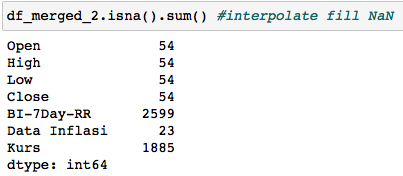 df_merged_2.isna().sum() #interpolate fill NaN
Open 54
High 54
Low 54
Close 54
BI-7Day-RR 2599
Data Inflasi 23
Kurs 1885
dtype: int64